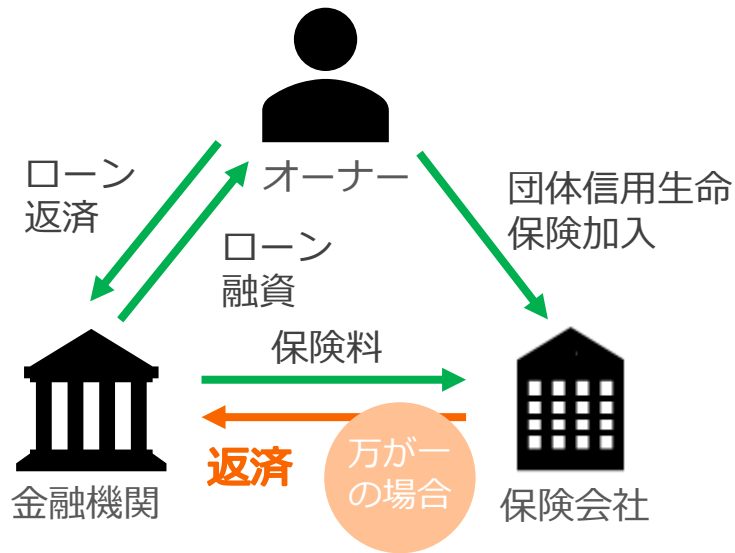 オーナー
ローン
返済
ローン
融資
団体信用生命
保険加入
保険料
返済
万が一
の場合
金融機関
保険会社